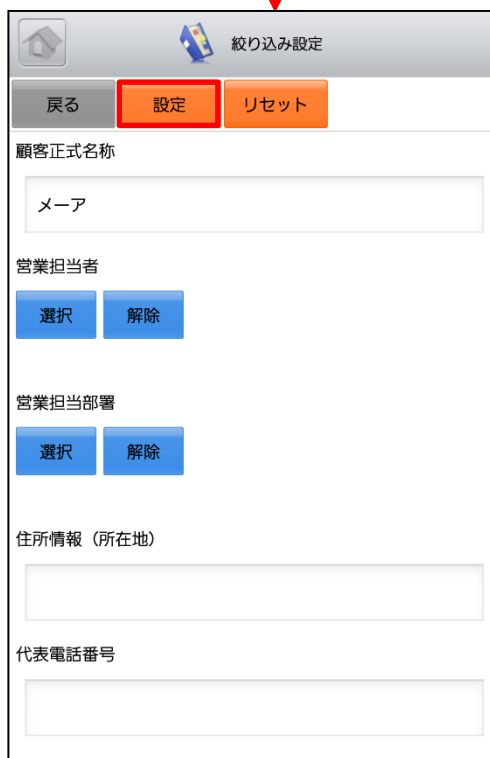 絞り込み設定
戻る 設定 リセット
顧客正式名称
メーア
営業担当者
選択 解除
営業担当部署
選択 解除
住所情報（所在地）
代表電話番号